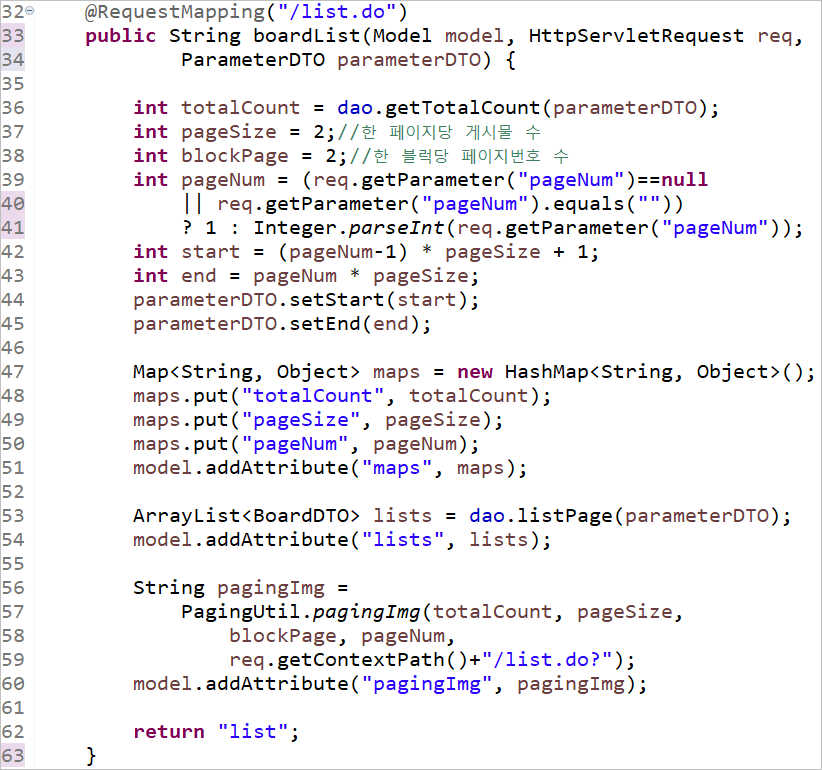 32 @RequestMapping("/list.do")
33 public String boardList(Model model, HttpServletRequest req,
34 ParameterDTO parameterDTO) {
35
36 int totalCount = dao.getTotalCount(parameterDTO);
37 int pageSize = 2;//한 페이지당 게시물 수
38 int blockPage = 2;//한 블럭당 페이지번호 수
39 int pageNum = (req.getParameter("pageNum")==null
40 || req.getParameter("pageNum").equals(""))
41 ? 1 : Integer.parseInt(req.getParameter("pageNum"));
42 int start = (pageNum-1) * pageSize + 1;
43 int end = pageNum * pageSize;
44 parameterDTO.setStart(start);
45 parameterDTO.setEnd(end);
46
47 Map<String, Object> maps = new HashMap<String, Object>();
48 maps.put("totalCount", totalCount);
49 maps.put("pageSize", pageSize);
50 maps.put("pageNum", pageNum);
51 model.addAttribute("maps", maps);
52
53 ArrayList<BoardDTO> lists = dao.listPage(parameterDTO);
54 model.addAttribute("lists", lists);
55
56 String pagingImg =
57 PagingUtil.pagingImg(totalCount, pageSize,
58 blockPage, pageNum,
59 req.getContextPath()+"/list.do?");
60 model.addAttribute("pagingImg", pagingImg);
61
62 return "list";
63 }